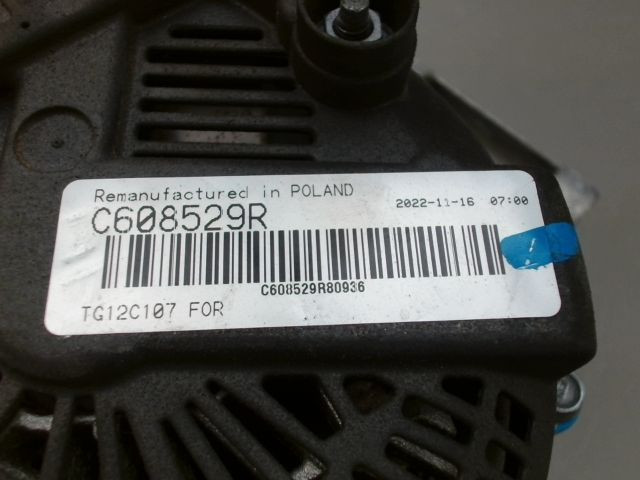 Remanufactured in POLAND 2022-11-16 07:00
C608529R
C608529R80936
TG12C107 FOR